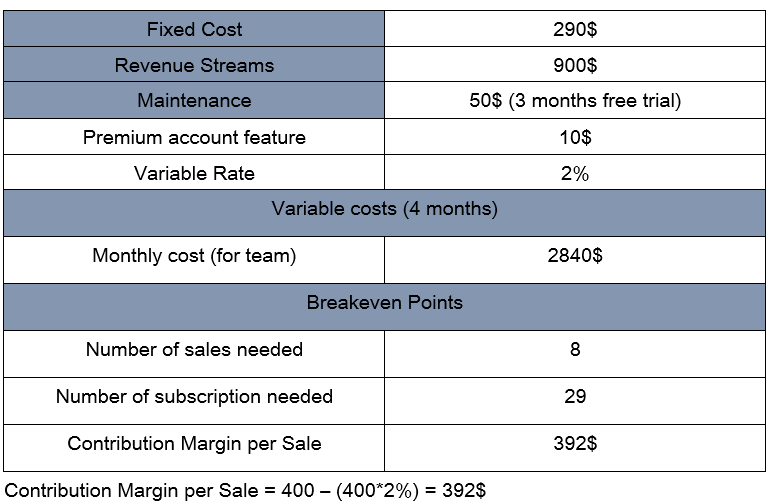 Fixed Cost 290$
Revenue Streams 900$
Maintenance 50$ (3 months free trial)
Premium account feature 10$
Variable Rate 2%
Variable costs (4 months)
Monthly cost (for team) 2840$
Breakeven Points
Number of sales needed 8
Number of subscription needed 29
Contribution Margin per Sale 392$
Contribution Margin per Sale = 400 – (400*2%) = 392$